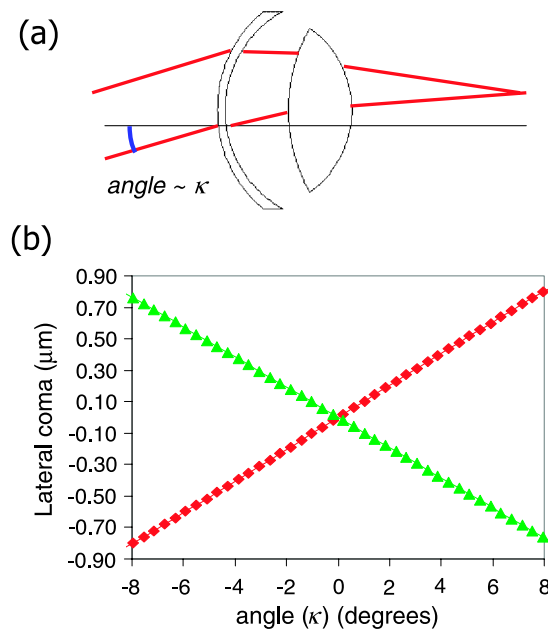 (a)
angle ~ κ
(b)
0.90
0.70
0.50
0.30
0.10
-0.10
-0.30
-0.50
-0.70
-0.90
Lateral coma (μm)
-8 -6 -4 -2 0 2 4 6 8
angle (κ) (degrees)